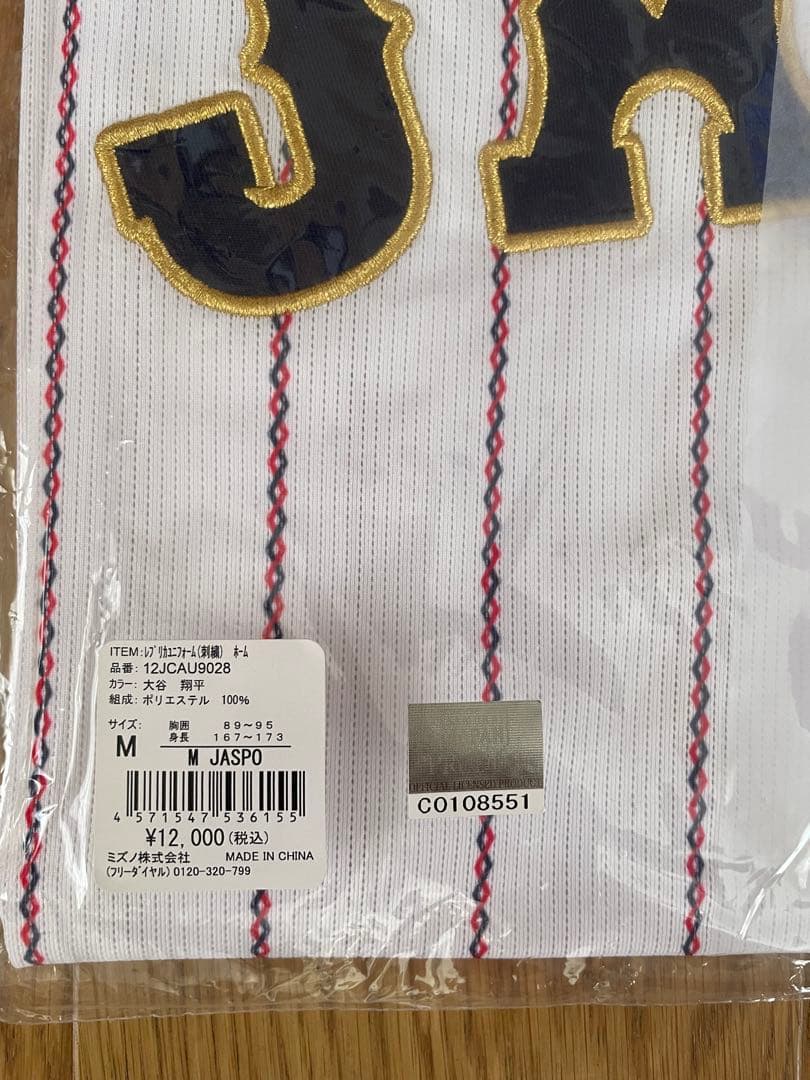 JA
ITEM:ﾚﾌﾟﾘｶﾕﾆﾌｫｰﾑ(刺繍) ﾎｰﾑ
品番: 12JCAU9028
カラー: 大谷 翔平
組成: ポリエステル 100%
サイズ: 胸囲 89～95
M 身長 167～173
M JASPO
4 571547 536155
¥12,000(税込)
ミズノ株式会社 MADE IN CHINA
(フリーダイヤル) 0120-320-799
OFFICIAL LICENSED PRODUCT
C0108551